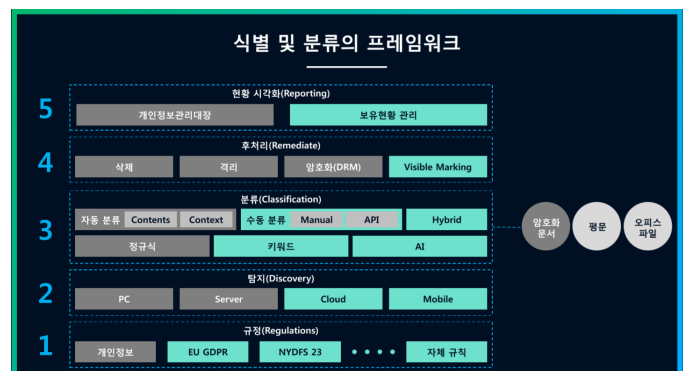 식별 및 분류의 프레임워크
5
현황 시각화(Reporting)
개인정보관리대장
보유현황 관리
4
후처리(Remediate)
삭제
격리
암호화(DRM)
Visible Marking
3
분류(Classification)
자동 분류
Contents
Context
수동 분류
Manual
API
Hybrid
정규식
키워드
AI
암호화
문서
평문
오피스
파일
2
탐지(Discovery)
PC
Server
Cloud
Mobile
1
규정(Regulations)
개인정보
EU GDPR
NYDFS 23
• • • •
자체 규칙